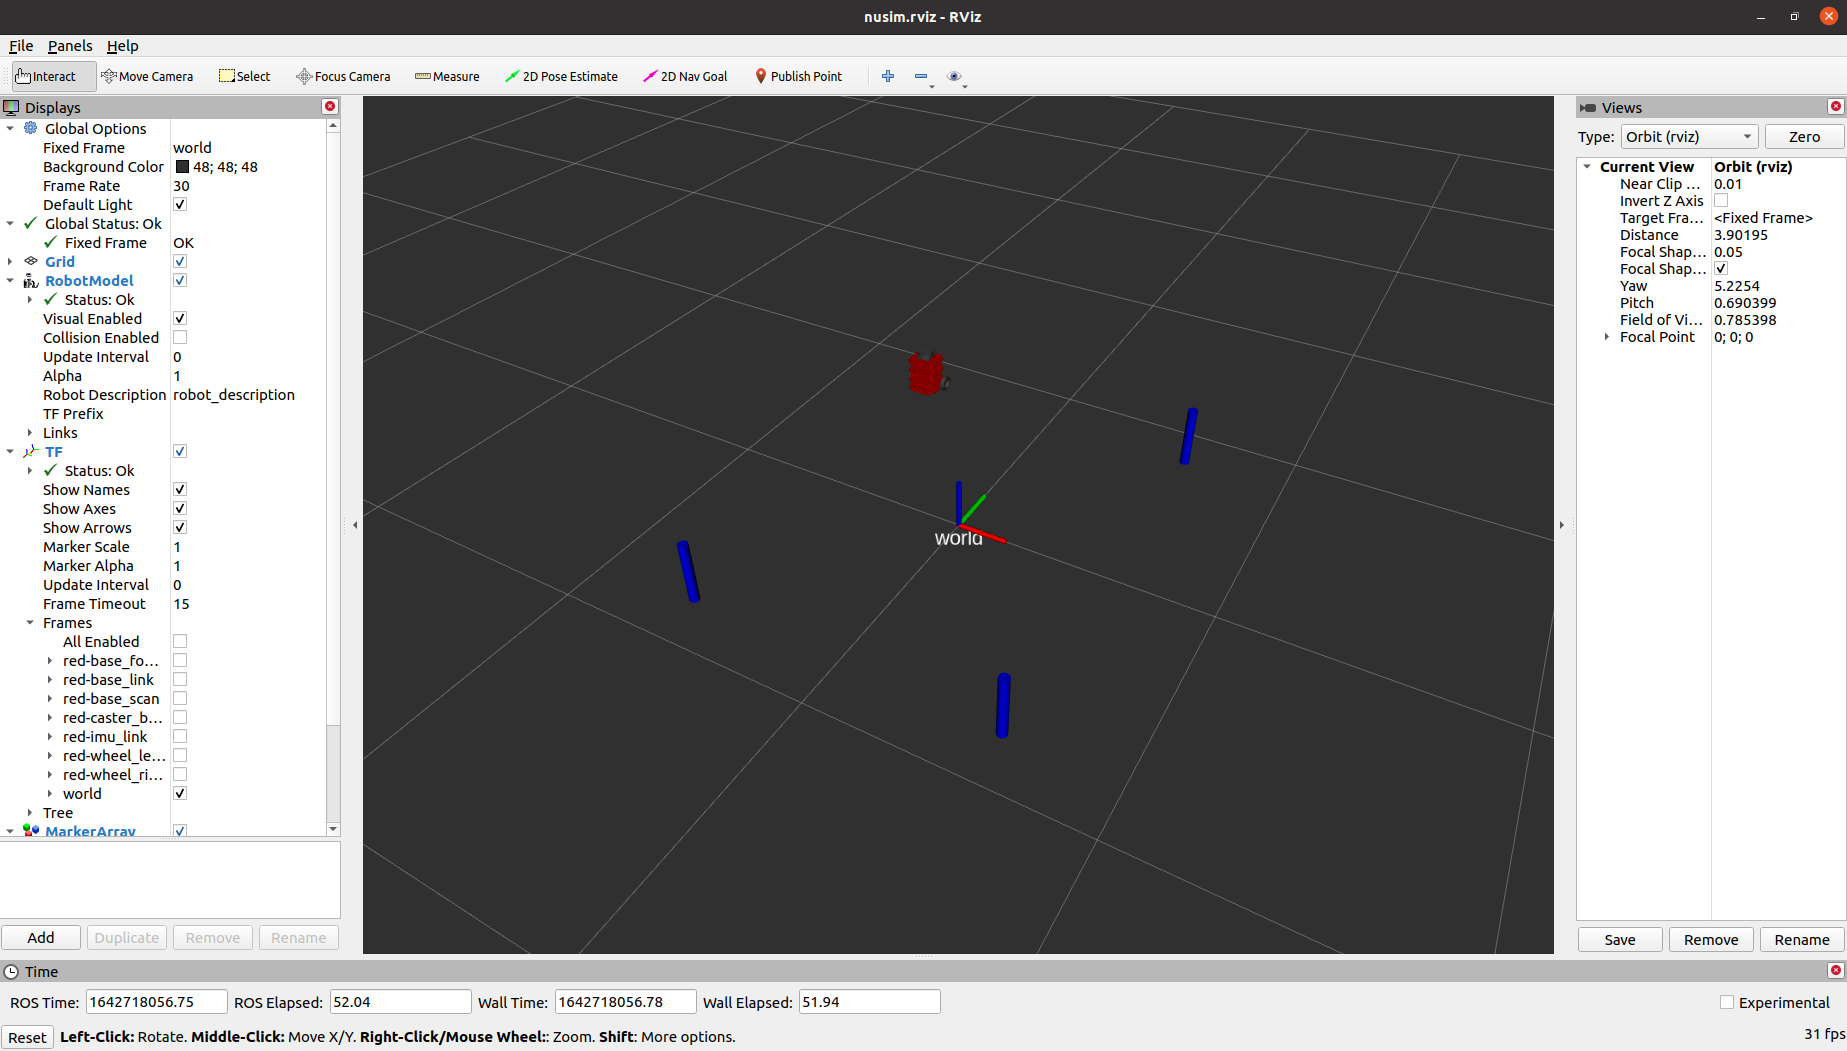 nusim.rviz - RViz
File Panels Help
Interact Move Camera Select Focus Camera Measure 2D Pose Estimate 2D Nav Goal Publish Point
Displays
Global Options
Fixed Frame world
Background Color 48; 48; 48
Frame Rate 30
Default Light
Global Status: Ok
Fixed Frame OK
Grid
RobotModel
Status: Ok
Visual Enabled
Collision Enabled
Update Interval 0
Alpha 1
Robot Description robot_description
TF Prefix
Links
TF
Status: Ok
Show Names
Show Axes
Show Arrows
Marker Scale 1
Marker Alpha 1
Update Interval 0
Frame Timeout 15
Frames
All Enabled
red-base_fo...
red-base_link
red-base_scan
red-caster_b...
red-imu_link
red-wheel_le...
red-wheel_ri...
world
Tree
MarkerArray
Add Duplicate Remove Rename
world
Views
Type: Orbit (rviz) Zero
Current View Orbit (rviz)
Near Clip ... 0.01
Invert Z Axis
Target Fra... <Fixed Frame>
Distance 3.90195
Focal Shap... 0.05
Focal Shap...
Yaw 5.2254
Pitch 0.690399
Field of Vi... 0.785398
Focal Point 0; 0; 0
Save Remove Rename
Time
ROS Time: 1642718056.75 ROS Elapsed: 52.04 Wall Time: 1642718056.78 Wall Elapsed: 51.94 Experimental
Reset Left-Click: Rotate. Middle-Click: Move X/Y. Right-Click/Mouse Wheel:: Zoom. Shift: More options. 31 fps